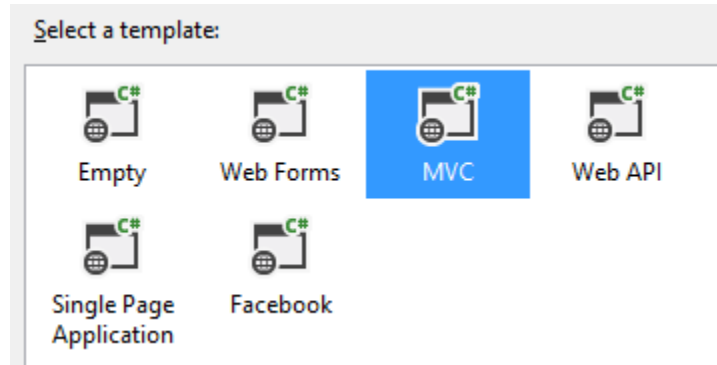 Select a template:
C# C# C# C#
Empty Web Forms MVC Web API
C# C#
Single Page Facebook
Application